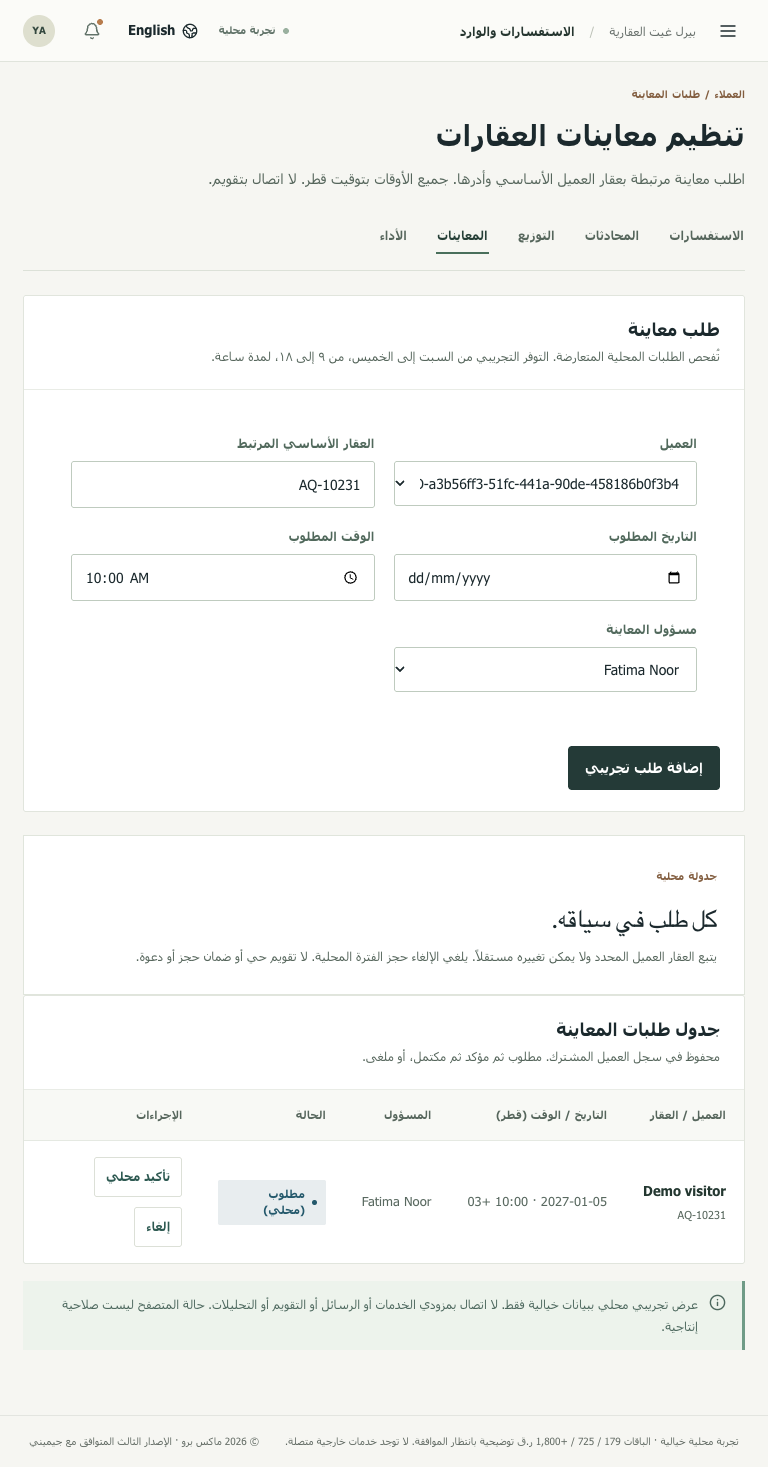 بيرل غيت العقارية / الاستفسارات والوارد
تجربة محلية
English
YA
العملاء / طلبات المعاينة
تنظيم معاينات العقارات
اطلب معاينة مرتبطة بعقار العميل الأساسي وأدرها. جميع الأوقات بتوقيت قطر. لا اتصال بتقويم.
الاستفسارات المحادثات التوزيع المعاينات الأداء
طلب معاينة
تُفحص الطلبات المحلية المتعارضة. التوفر التجريبي من السبت إلى الخميس، من ٩ إلى ١٨، لمدة ساعة.
العميل
العقار الأساسي المرتبط
-a3b56ff3-51fc-441a-90de-458186b0f3b4
AQ-10231
التاريخ المطلوب
الوقت المطلوب
dd/mm/yyyy
10:00 AM
مسؤول المعاينة
Fatima Noor
إضافة طلب تجريبي
جدولة محلية
كل طلب في سياقه.
يتبع العقار العميل المحدد ولا يمكن تغييره مستقلاً. يلغي الإلغاء حجز الفترة المحلية. لا تقويم حي أو ضمان حجز أو دعوة.
جدول طلبات المعاينة
محفوظ في سجل العميل المشترك. مطلوب ثم مؤكد ثم مكتمل، أو ملغى.
العميل / العقار التاريخ / الوقت (قطر) المسؤول الحالة الإجراءات
Demo visitor
AQ-10231
2027-01-05 · 10:00 +03
Fatima Noor
مطلوب
(محلي)
تأكيد محلي
إلغاء
عرض تجريبي محلي ببيانات خيالية فقط. لا اتصال بمزودي الخدمات أو الرسائل أو التقويم أو التحليلات. حالة المتصفح ليست صلاحية
إنتاجية.
تجربة محلية خيالية · الباقات 179 / 725 / +1,800 ر.ق توضيحية بانتظار الموافقة. لا توجد خدمات خارجية متصلة.
© 2026 ماكس برو · الإصدار الثالث المتوافق مع جيميني